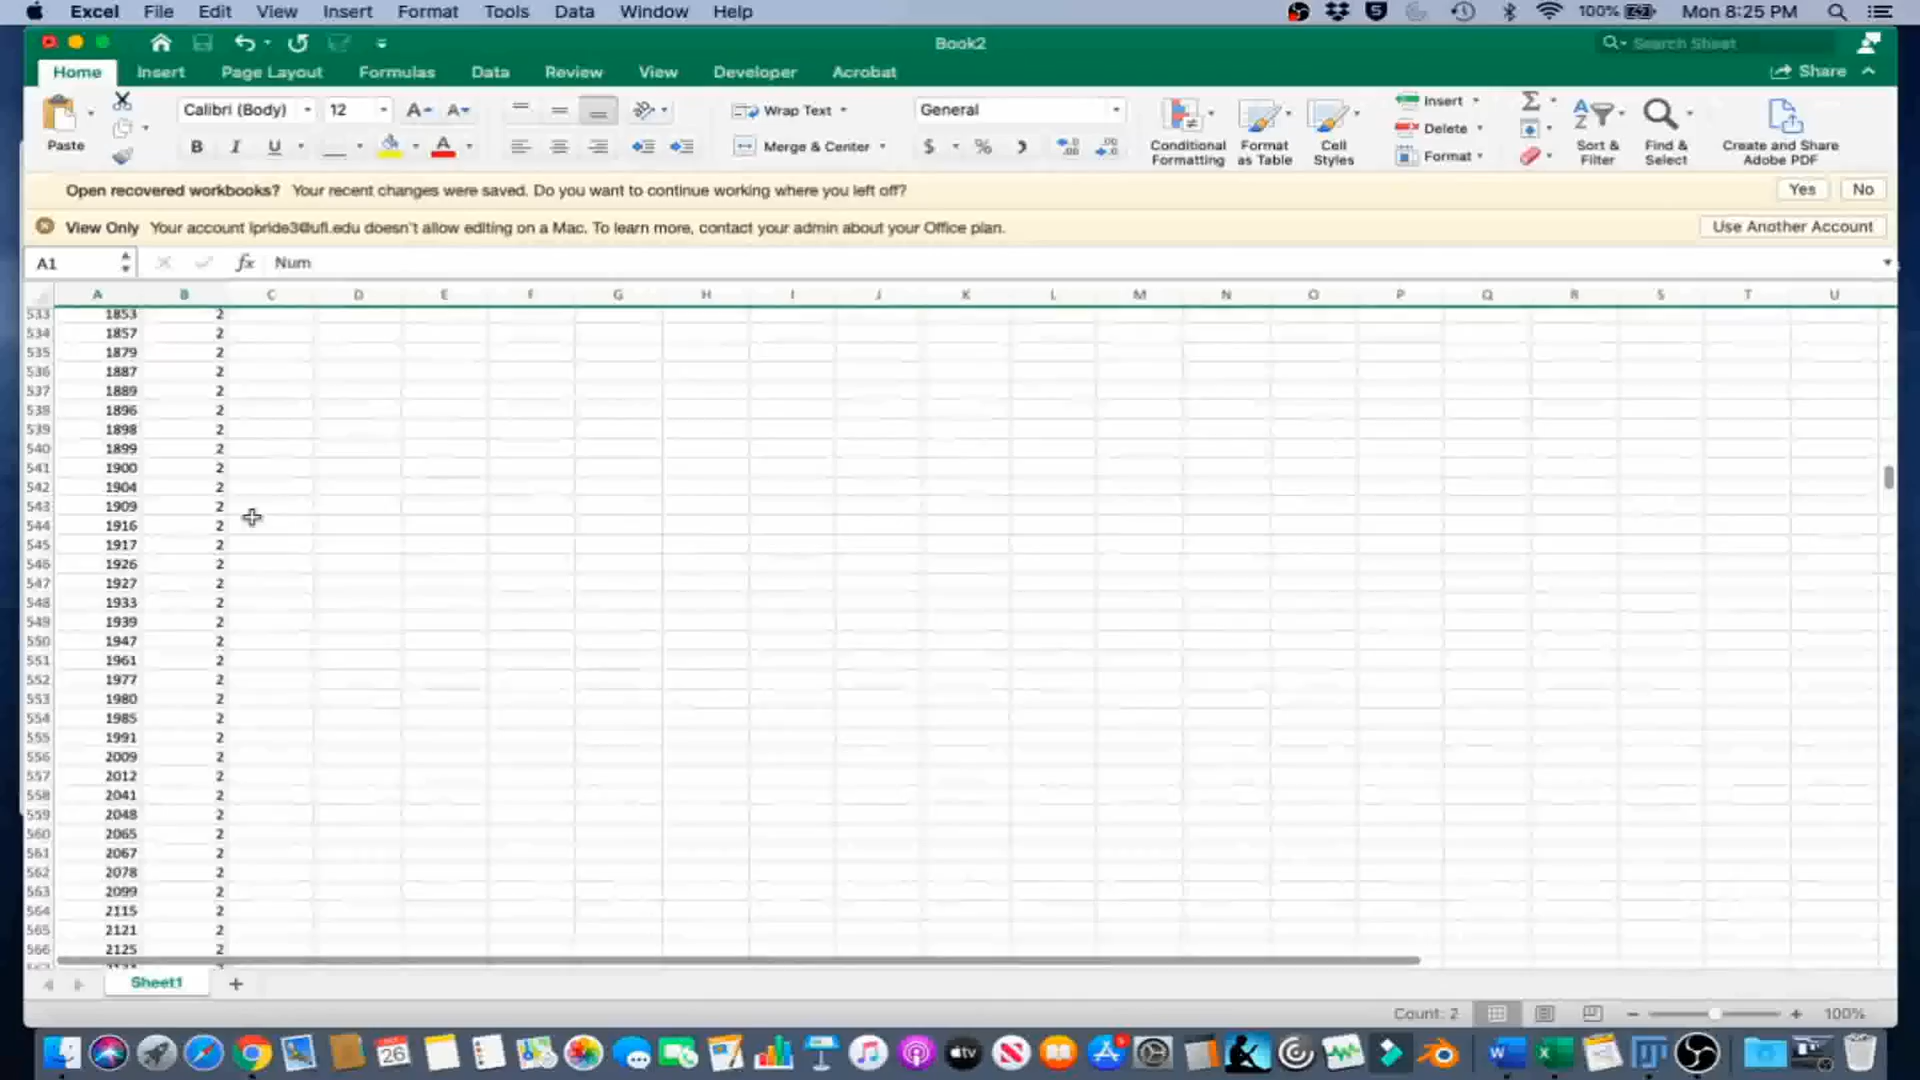 Excel File Edit View Insert Format Tools Data Window Help 100% Mon 8:25 PM
Book2
Search Sheet
Home Insert Page Layout Formulas Data Review View Developer Acrobat Share
Paste
Calibri (Body) 12 A A
Wrap Text
General
B I U A
Merge & Center
$ %
Conditional Formatting
Format as Table
Cell Styles
Insert
Delete
Format
Sort & Filter
Find & Select
Create and Share Adobe PDF
Open recovered workbooks? Your recent changes were saved. Do you want to continue working where you left off? Yes No
View Only Your account lpride3@ufl.edu doesn't allow editing on a Mac. To learn more, contact your admin about your Office plan. Use Another Account
A1 fx Num
A B C D E F G H I J K L M N O P Q R S T U
533 1853 2
534 1857 2
535 1879 2
536 1887 2
537 1889 2
538 1896 2
539 1898 2
540 1899 2
541 1900 2
542 1904 2
543 1909 2
544 1916 2
545 1917 2
546 1926 2
547 1927 2
548 1933 2
549 1939 2
550 1947 2
551 1961 2
552 1977 2
553 1980 2
554 1985 2
555 1991 2
556 2009 2
557 2012 2
558 2041 2
559 2048 2
560 2065 2
561 2067 2
562 2078 2
563 2099 2
564 2115 2
565 2121 2
566 2125 2
Sheet1 +
Count: 2 100%
26
tv